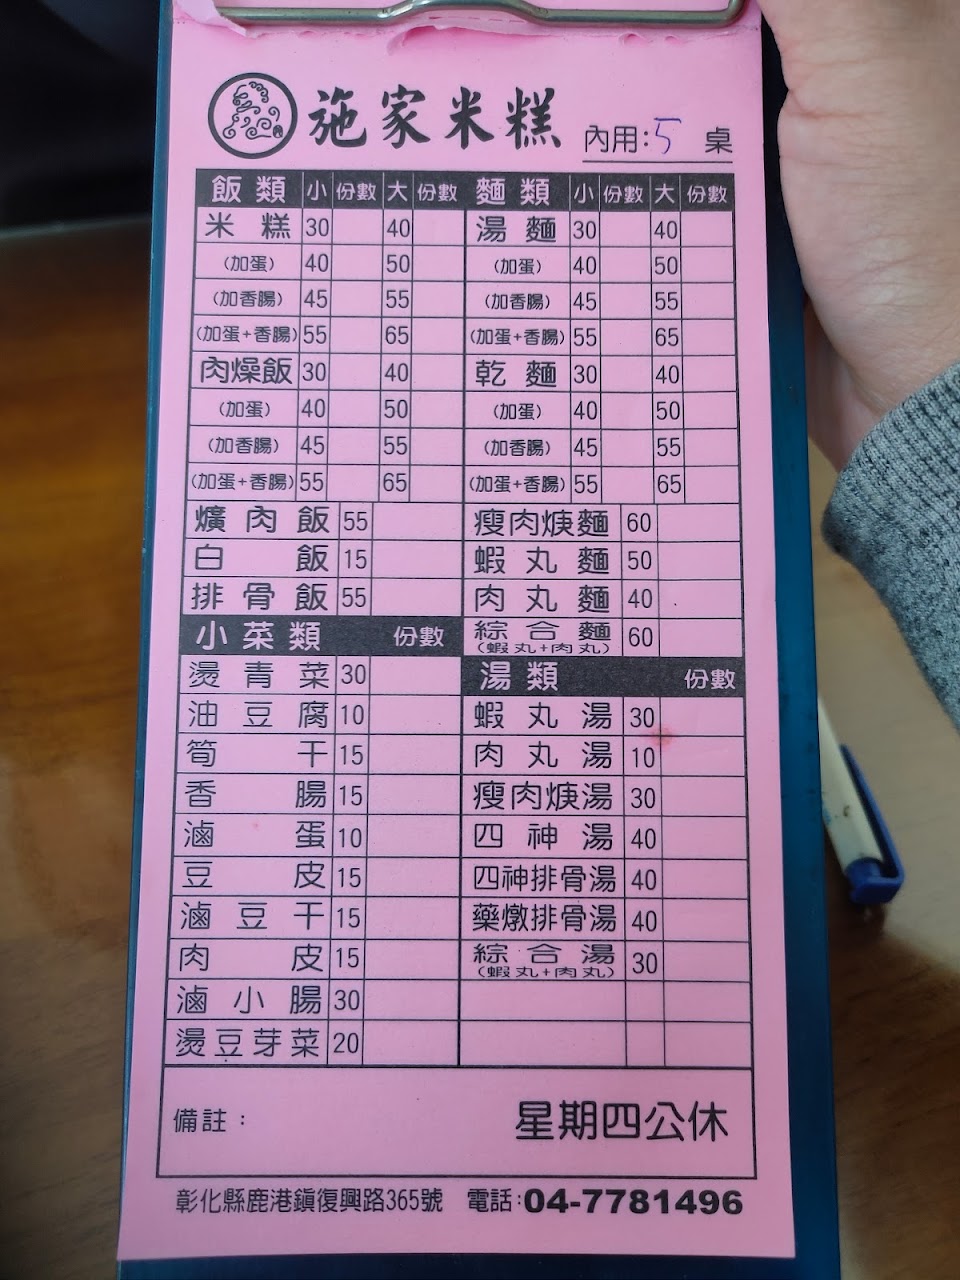 施家米糕 內用:5 桌
飯類 小 份數 大 份數 麵類 小 份數 大 份數
米糕 30 40 湯麵 30 40
(加蛋) 40 50 (加蛋) 40 50
(加香腸) 45 55 (加香腸) 45 55
(加蛋+香腸) 55 65 (加蛋+香腸) 55 65
肉燥飯 30 40 乾麵 30 40
(加蛋) 40 50 (加蛋) 40 50
(加香腸) 45 55 (加香腸) 45 55
(加蛋+香腸) 55 65 (加蛋+香腸) 55 65
爌肉飯 55 瘦肉焿麵 60
白飯 15 蝦丸麵 50
排骨飯 55 肉丸麵 40
小菜類 份數 綜合麵 60
(蝦丸+肉丸)
燙青菜 30 湯類 份數
油豆腐 10 蝦丸湯 30
筍干 15 肉丸湯 10
香腸 15 瘦肉焿湯 30
滷蛋 10 四神湯 40
豆皮 15 四神排骨湯 40
滷豆干 15 藥燉排骨湯 40
肉皮 15 綜合湯 30
(蝦丸+肉丸)
滷小腸 30
燙豆芽菜 20
備註： 星期四公休
彰化縣鹿港鎮復興路365號 電話:04-7781496